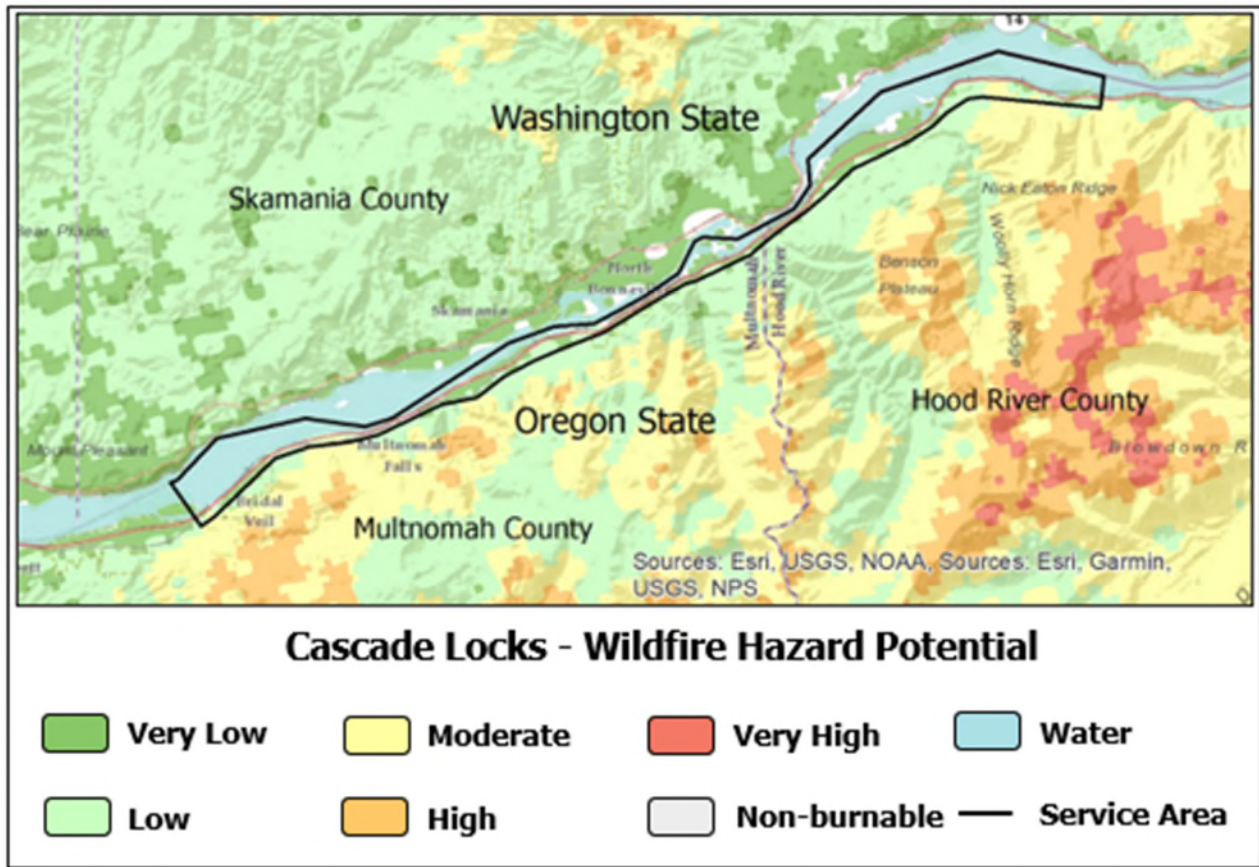 14
Washington State
Skamania County
Nick Eaton Ridge
Woolly Horn Ridge
North
Benson
Plateau
Skamania
Multnomah
Hood River
Hood River County
Oregon State
Mount Pleasant
Multnomah
Falls
Bridal
Veil
Multnomah County
Sources: Esri, USGS, NOAA, Sources: Esri, Garmin,
USGS, NPS
Cascade Locks - Wildfire Hazard Potential
Very Low
Moderate
Very High
Water
Low
High
Non-burnable
Service Area